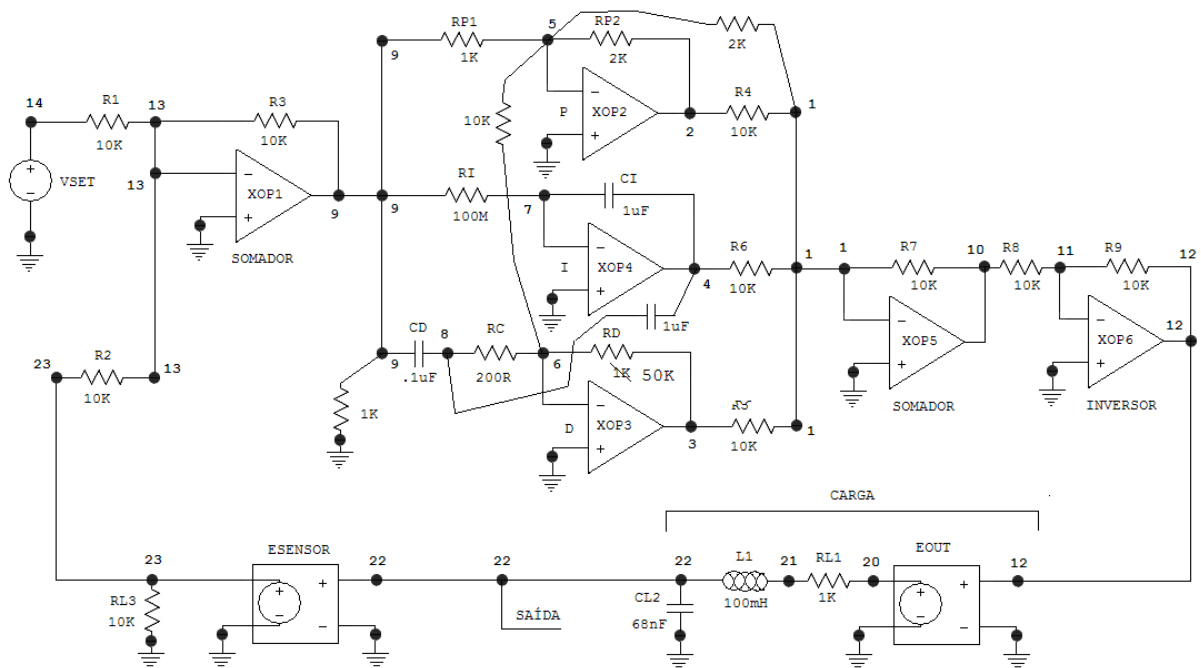 RP1
1K
5
RP2
2K
2K
9
14
R1
10K
13
R3
10K
10K
P
XOP2
2
R4
10K
1
VSET
13
XOP1
9
SOMADOR
9
RI
100M
7
CI
1uF
I
XOP4
4
R6
10K
1
1
R7
10K
10
R8
10K
11
R9
10K
12
12
XOP5
SOMADOR
XOP6
INVERSOR
1uF
23
R2
10K
13
9
CD
.1uF
8
RC
200R
6
RD
1K 50K
1K
D
XOP3
3
10K
1
CARGA
23
RL3
10K
ESENSOR
22
22
SAÍDA
22
CL2
68nF
L1
100mH
21
RL1
1K
20
EOUT
12